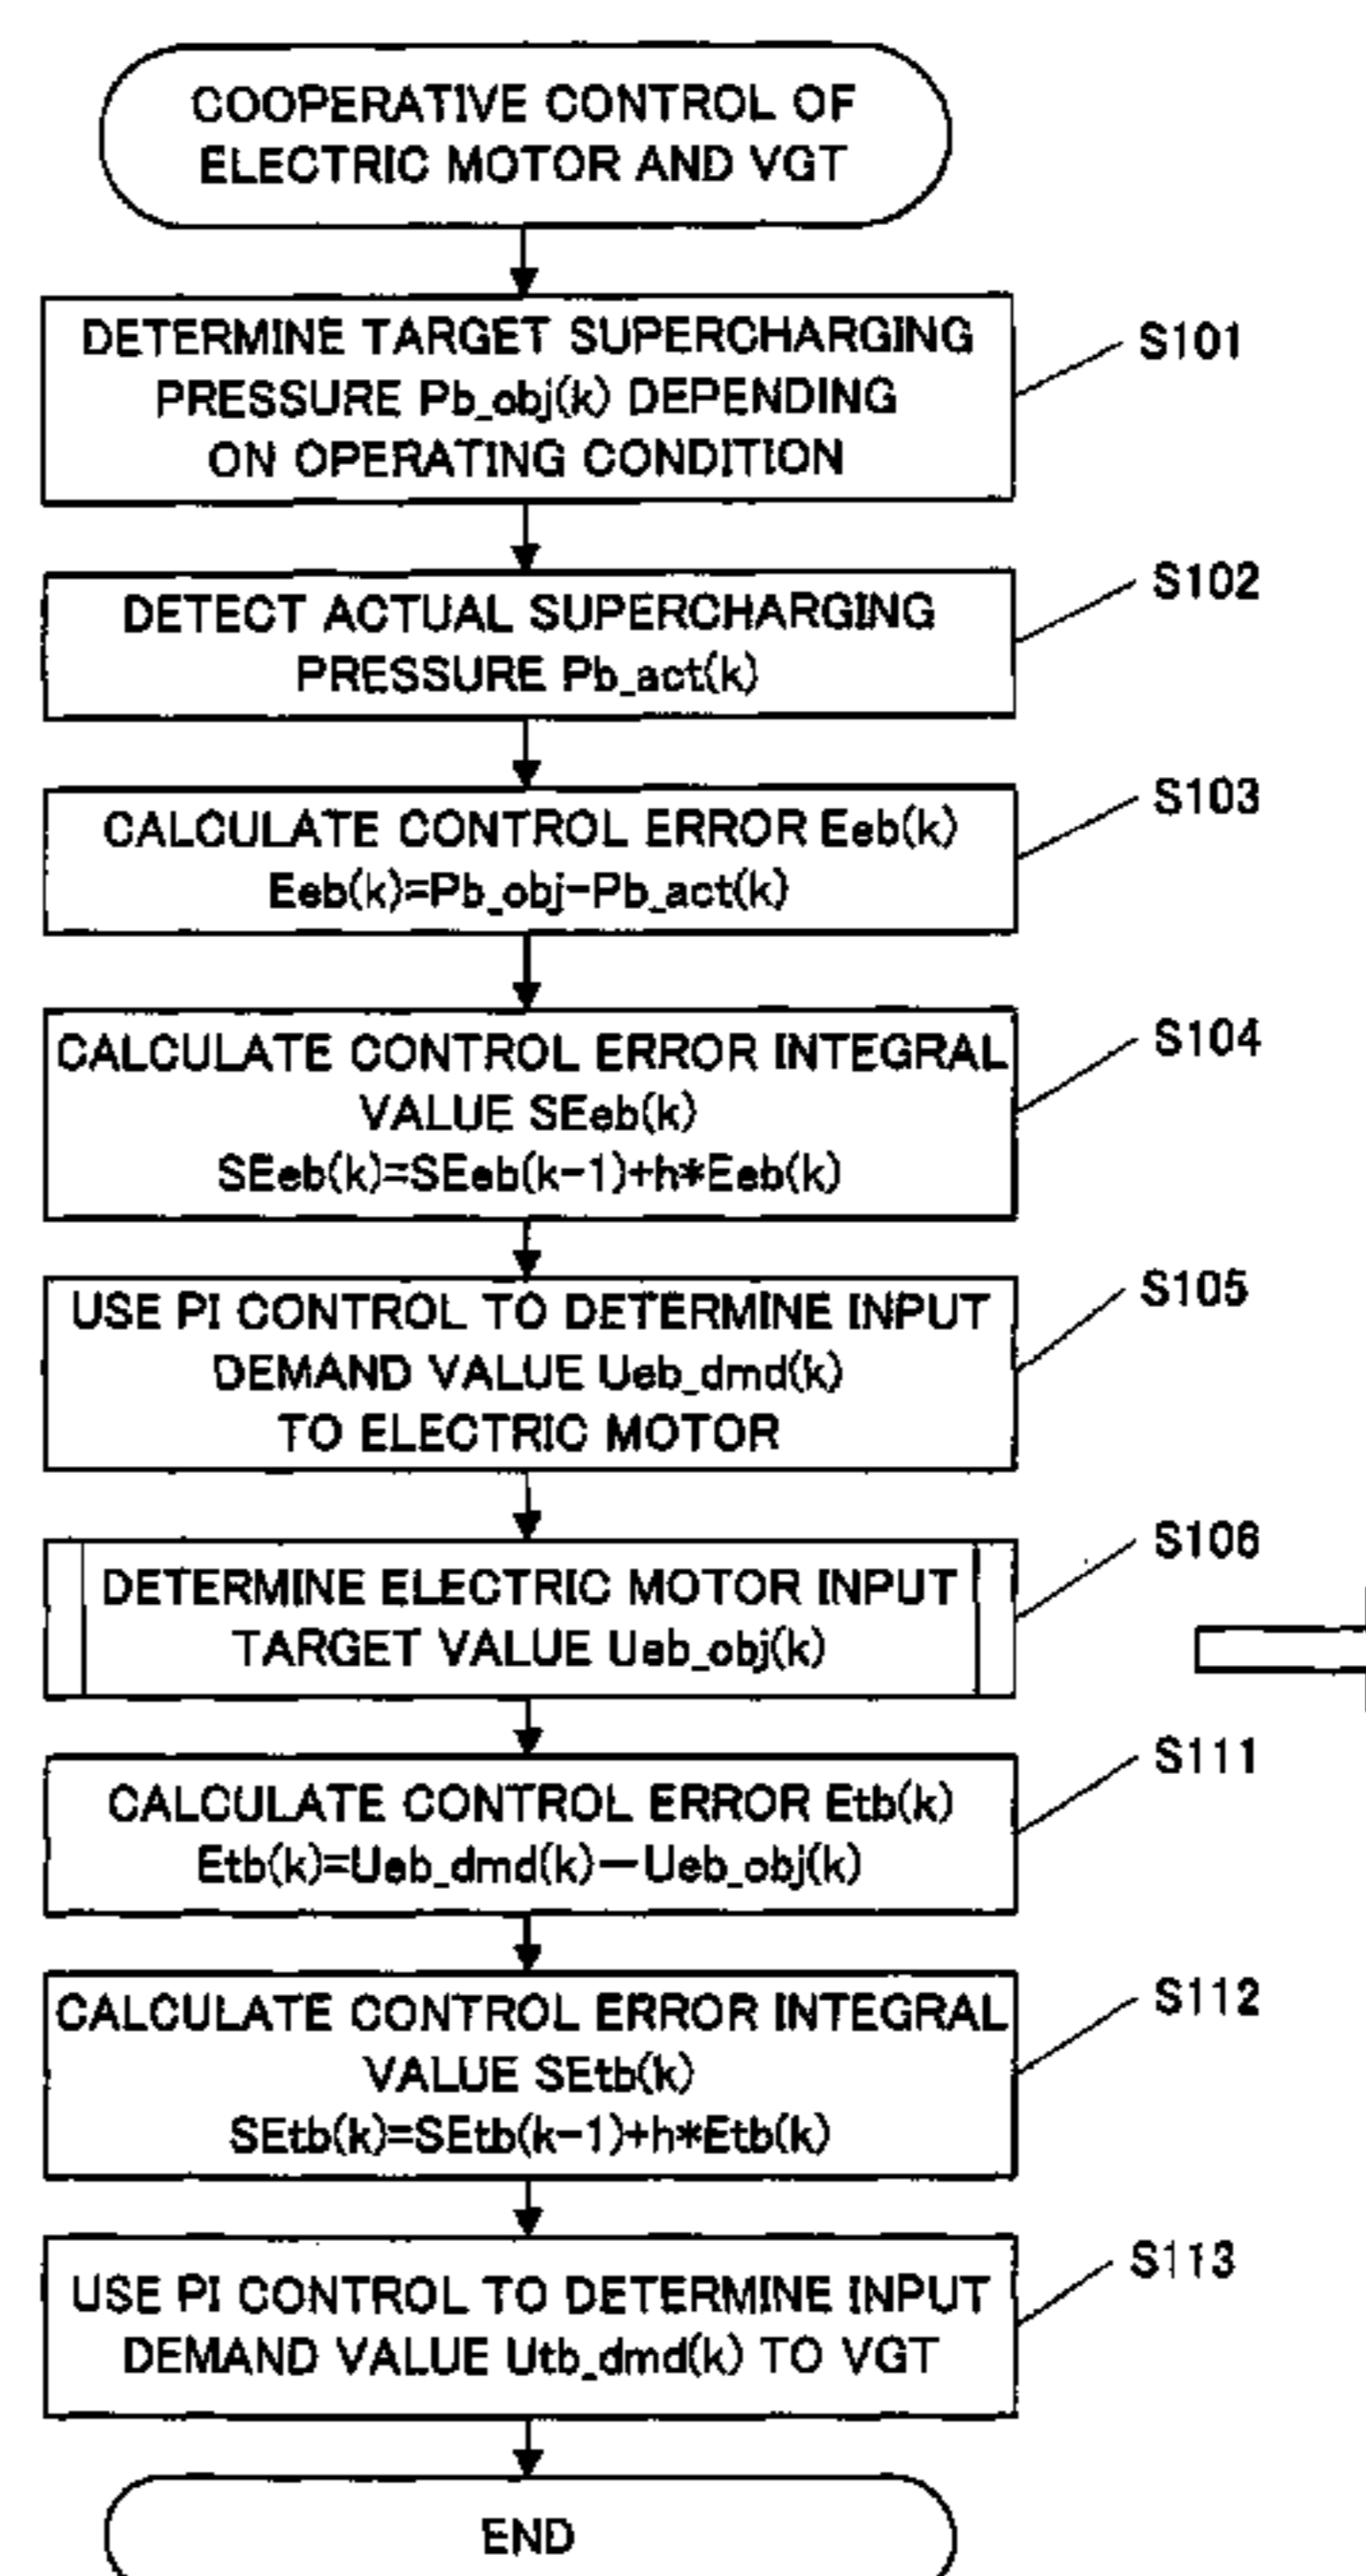 COOPERATIVE CONTROL OF
ELECTRIC MOTOR AND VGT
DETERMINE TARGET SUPERCHARGING
PRESSURE Pb_obj(k) DEPENDING
ON OPERATING CONDITION
S101
DETECT ACTUAL SUPERCHARGING
PRESSURE Pb_act(k)
S102
CALCULATE CONTROL ERROR Eeb(k)
Eeb(k)=Pb_obj-Pb_act(k)
S103
CALCULATE CONTROL ERROR INTEGRAL
VALUE SEeb(k)
SEeb(k)=SEeb(k-1)+h*Eeb(k)
S104
USE PI CONTROL TO DETERMINE INPUT
DEMAND VALUE Ueb_dmd(k)
TO ELECTRIC MOTOR
S105
DETERMINE ELECTRIC MOTOR INPUT
TARGET VALUE Ueb_obj(k)
S106
CALCULATE CONTROL ERROR Etb(k)
Etb(k)=Ueb_dmd(k)-Ueb_obj(k)
S111
CALCULATE CONTROL ERROR INTEGRAL
VALUE SEtb(k)
SEtb(k)=SEtb(k-1)+h*Etb(k)
S112
USE PI CONTROL TO DETERMINE INPUT
DEMAND VALUE Utb_dmd(k) TO VGT
S113
END